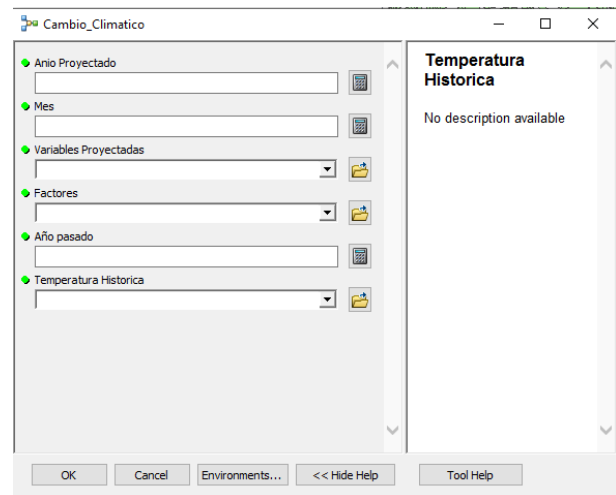 Cambio_Climatico
Anio Proyectado
Mes
Variables Proyectadas
Factores
Año pasado
Temperatura Historica
Temperatura
Historica
No description available
OK
Cancel
Environments...
<< Hide Help
Tool Help